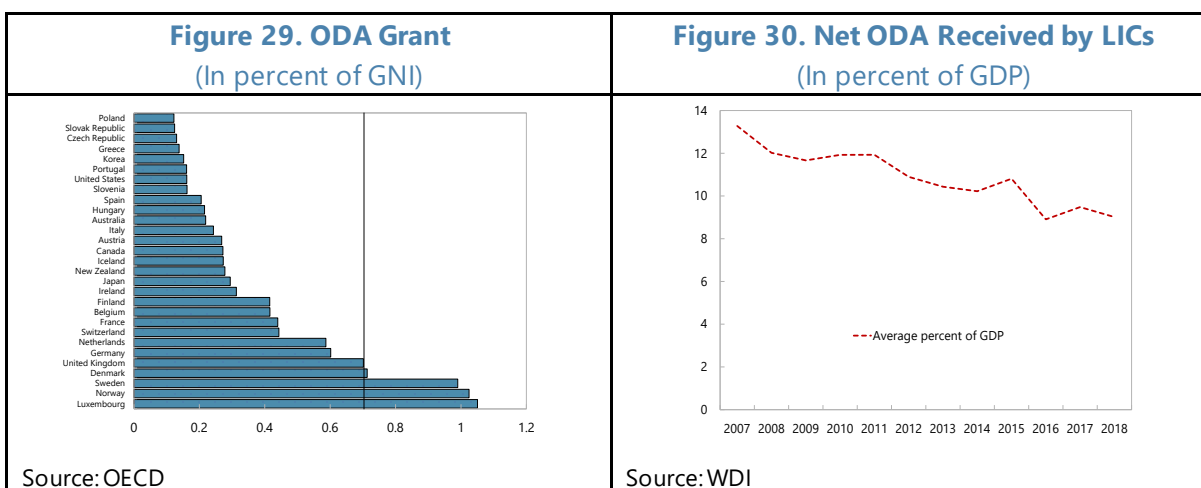 Figure 29. ODA Grant
(In percent of GNI)
Poland
Slovak Republic
Czech Republic
Greece
Korea
Portugal
United States
Slovenia
Spain
Hungary
Australia
Italy
Austria
Canada
Iceland
New Zealand
Japan
Ireland
Finland
Belgium
France
Switzerland
Netherlands
Germany
United Kingdom
Denmark
Sweden
Norway
Luxembourg
0 0.2 0.4 0.6 0.8 1 1.2
Source: OECD
Figure 30. Net ODA Received by LICs
(In percent of GDP)
14
12
10
8
6
4
2
0
Average percent of GDP
2007 2008 2009 2010 2011 2012 2013 2014 2015 2016 2017 2018
Source: WDI